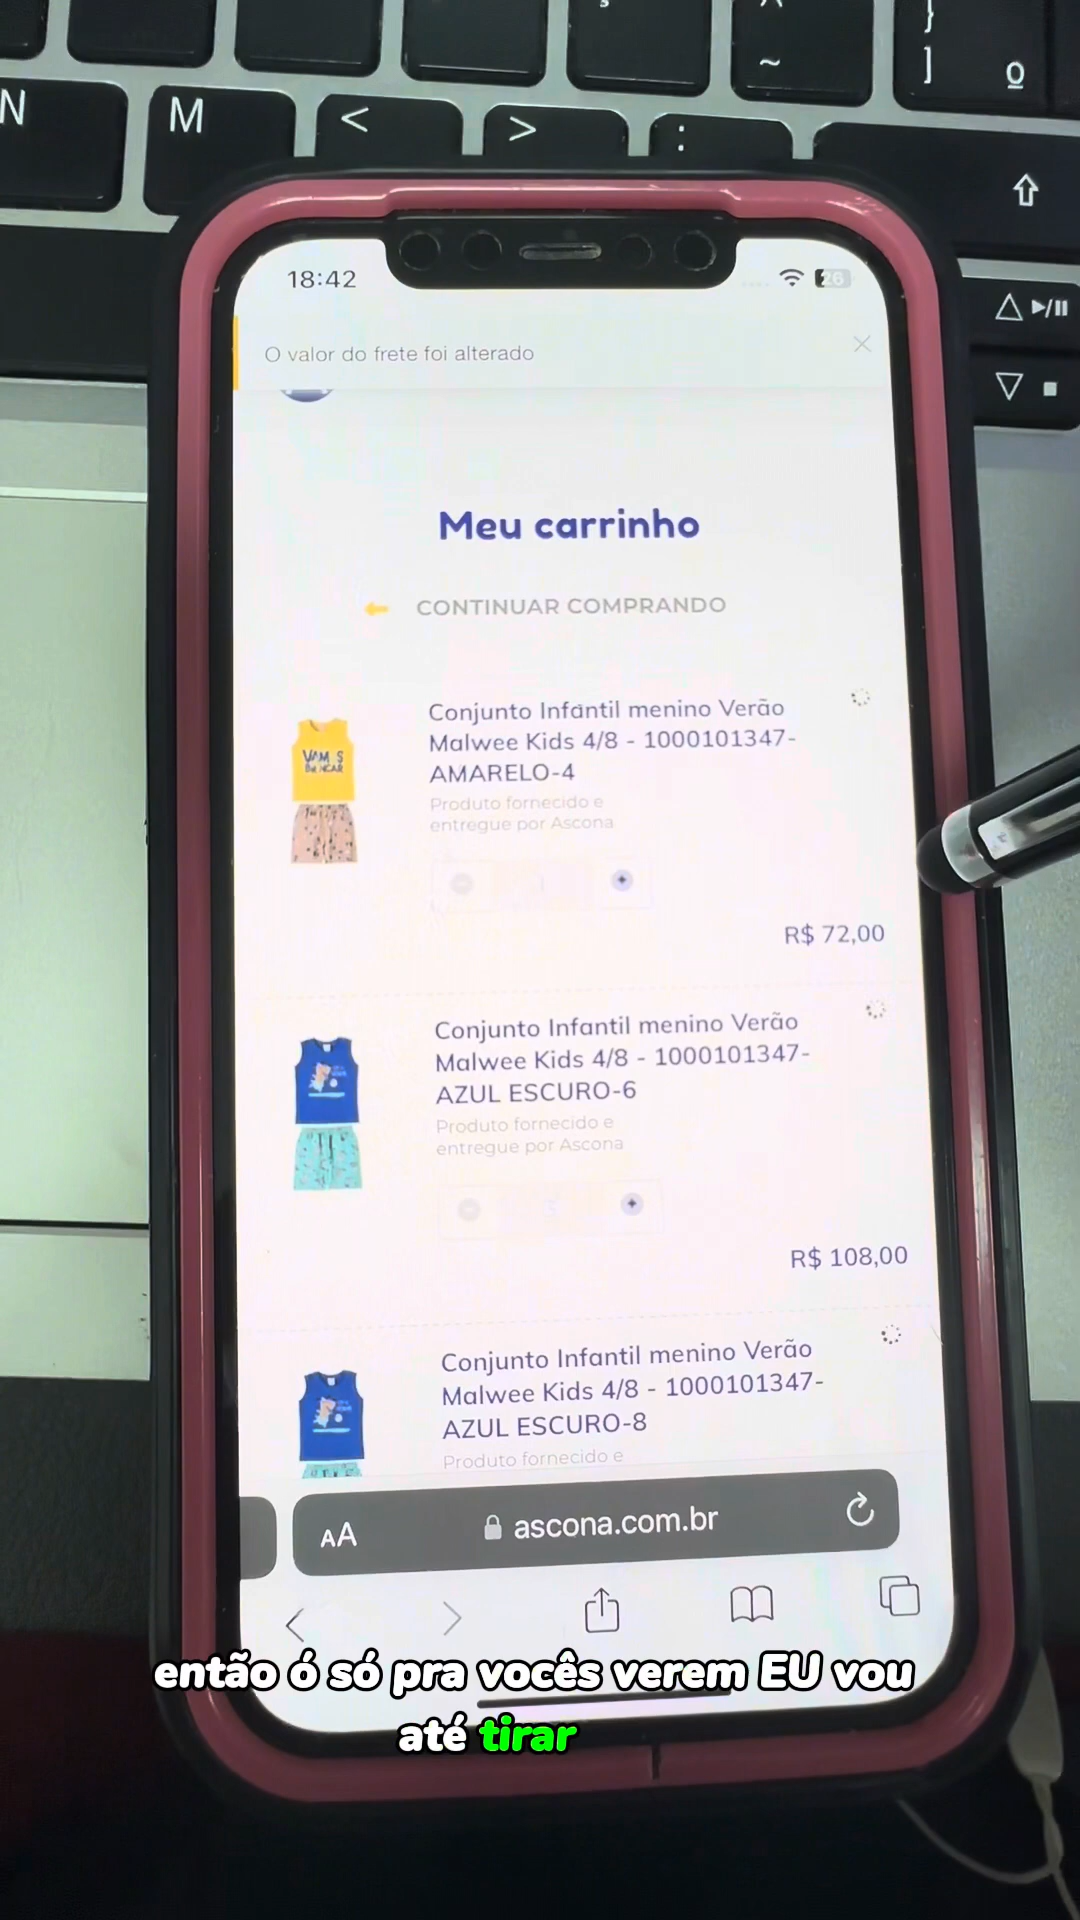 N
M
<
>
:
^
~
}
]
º
18:42
26
O valor do frete foi alterado
Meu carrinho
CONTINUAR COMPRANDO
Conjunto Infantil menino Verão
Malwee Kids 4/8 - 1000101347-
AMARELO-4
Produto fornecido e
entregue por Ascona
R$ 72,00
Conjunto Infantil menino Verão
Malwee Kids 4/8 - 1000101347-
AZUL ESCURO-6
Produto fornecido e
entregue por Ascona
R$ 108,00
Conjunto Infantil menino Verão
Malwee Kids 4/8 - 1000101347-
AZUL ESCURO-8
Produto fornecido e
AA
ascona.com.br
então ó só pra vocês verem EU vou
até tirar